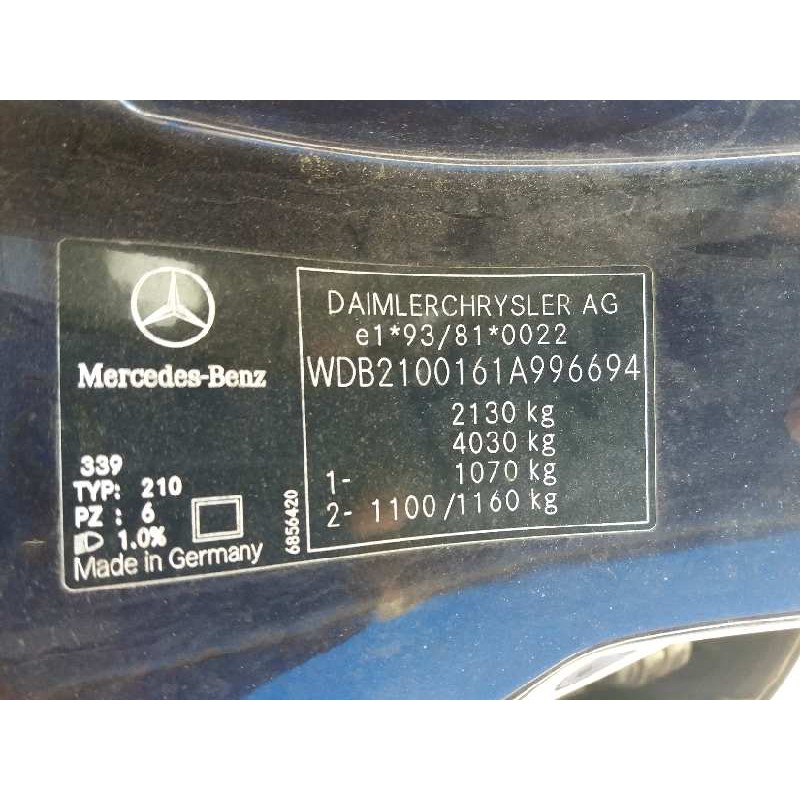 Mercedes-Benz
339
TYP: 210
PZ : 6
1.0%
Made in Germany
6856420
DAIMLERCHRYSLER AG
e1*93/81*0022
WDB2100161A996694
2130 kg
4030 kg
1- 1070 kg
2- 1100/1160 kg